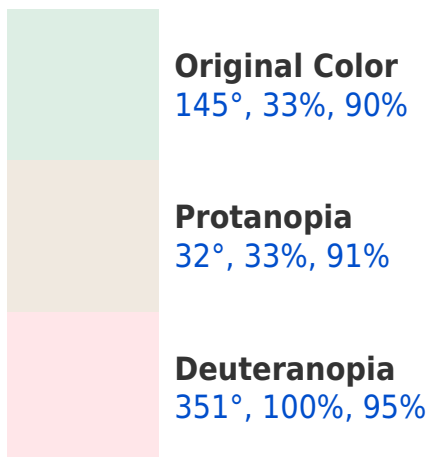 Original Color
145°, 33%, 90%
Protanopia
32°, 33%, 91%
Deuteranopia
351°, 100%, 95%